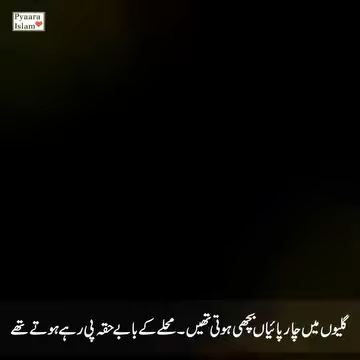 Pyaara
Islam
گلیوں میں چارپائیاں بچھی ہوتی تھیں۔ محلے کے بابے حقہ پی رہے ہوتے تھے